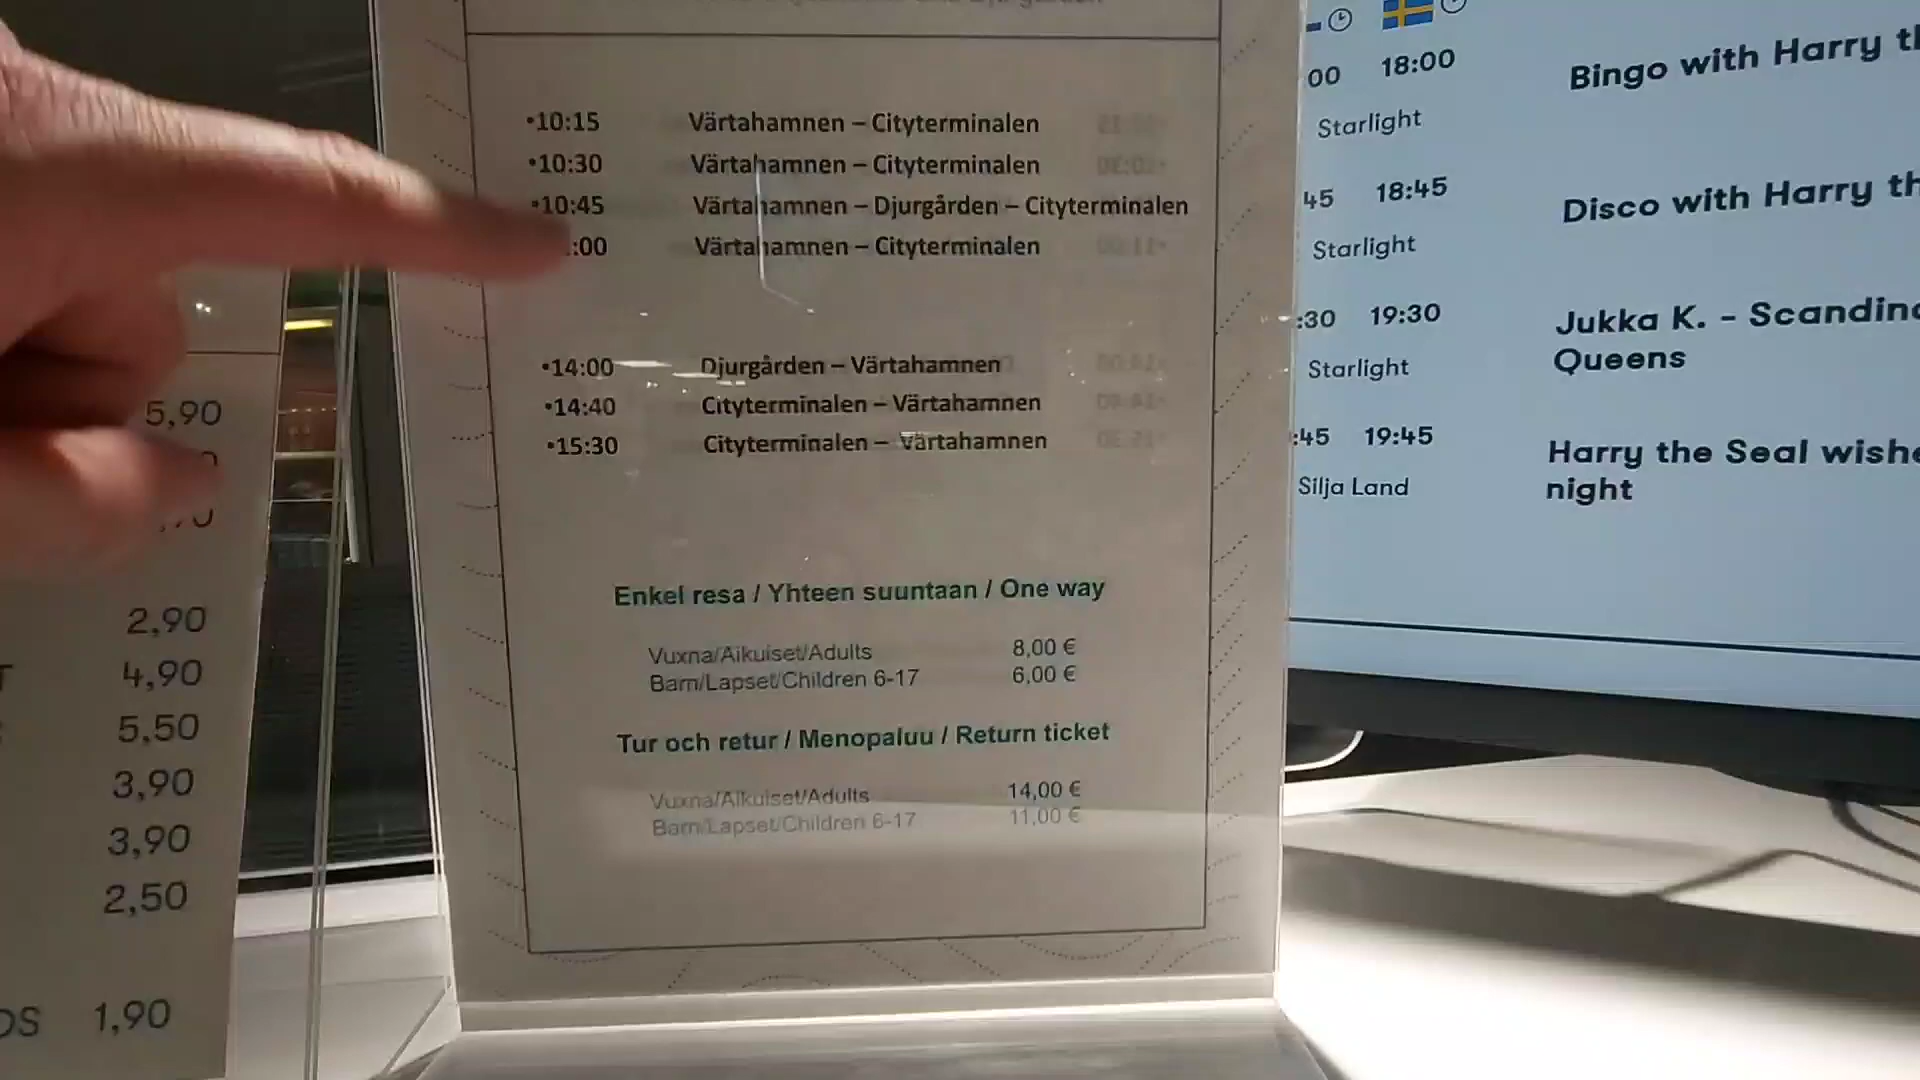 •10:15 Värtahamnen – Cityterminalen
•10:30 Värtahamnen – Cityterminalen
•10:45 Värtahamnen – Djurgården – Cityterminalen
:00 Värtahamnen – Cityterminalen
•14:00 Djurgården – Värtahamnen
•14:40 Cityterminalen – Värtahamnen
•15:30 Cityterminalen – Värtahamnen
Enkel resa / Yhteen suuntaan / One way
Vuxna/Aikuiset/Adults 8,00 €
Barn/Lapset/Children 6-17 6,00 €
Tur och retur / Menopaluu / Return ticket
Vuxna/Aikuiset/Adults 14,00 €
Barn/Lapset/Children 6-17 11,00 €
5,90
2,90
4,90
5,50
3,90
3,90
2,50
1,90
00 18:00 Bingo with Harry
Starlight
45 18:45 Disco with Harry
Starlight
:30 19:30 Jukka K. -
Queens
Starlight
:45 19:45 Harry the Seal
night
Silja Land